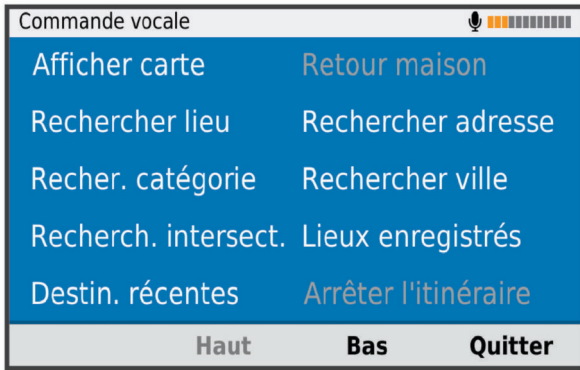 Commande vocale
Afficher carte Retour maison
Rechercher lieu Rechercher adresse
Recher. catégorie Rechercher ville
Recherch. intersect. Lieux enregistrés
Destin. récentes Arrêter l'itinéraire
Haut Bas Quitter